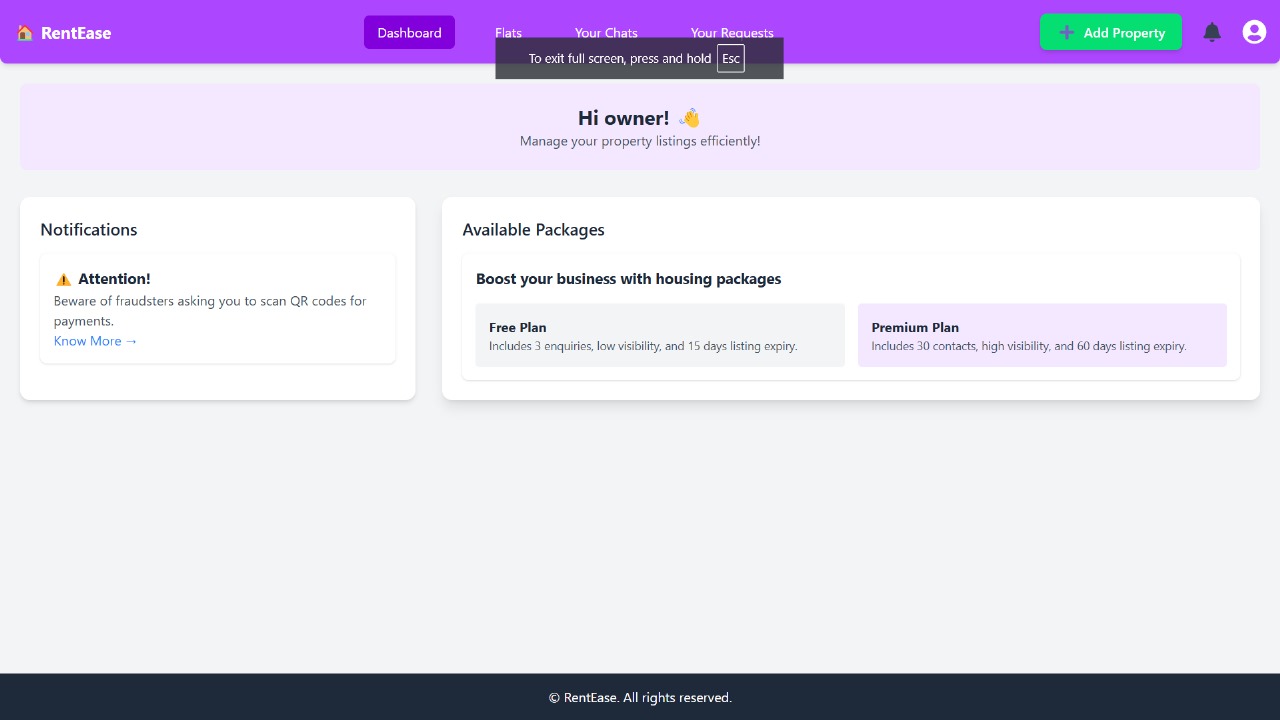 RentEase
Dashboard
Flats
Your Chats
Your Requests
Add Property
To exit full screen, press and hold Esc
Hi owner! 👋
Manage your property listings efficiently!
Notifications
Attention!
Beware of fraudsters asking you to scan QR codes for
payments.
Know More →
Available Packages
Boost your business with housing packages
Free Plan
Includes 3 enquiries, low visibility, and 15 days listing expiry.
Premium Plan
Includes 30 contacts, high visibility, and 60 days listing expiry.
© RentEase. All rights reserved.